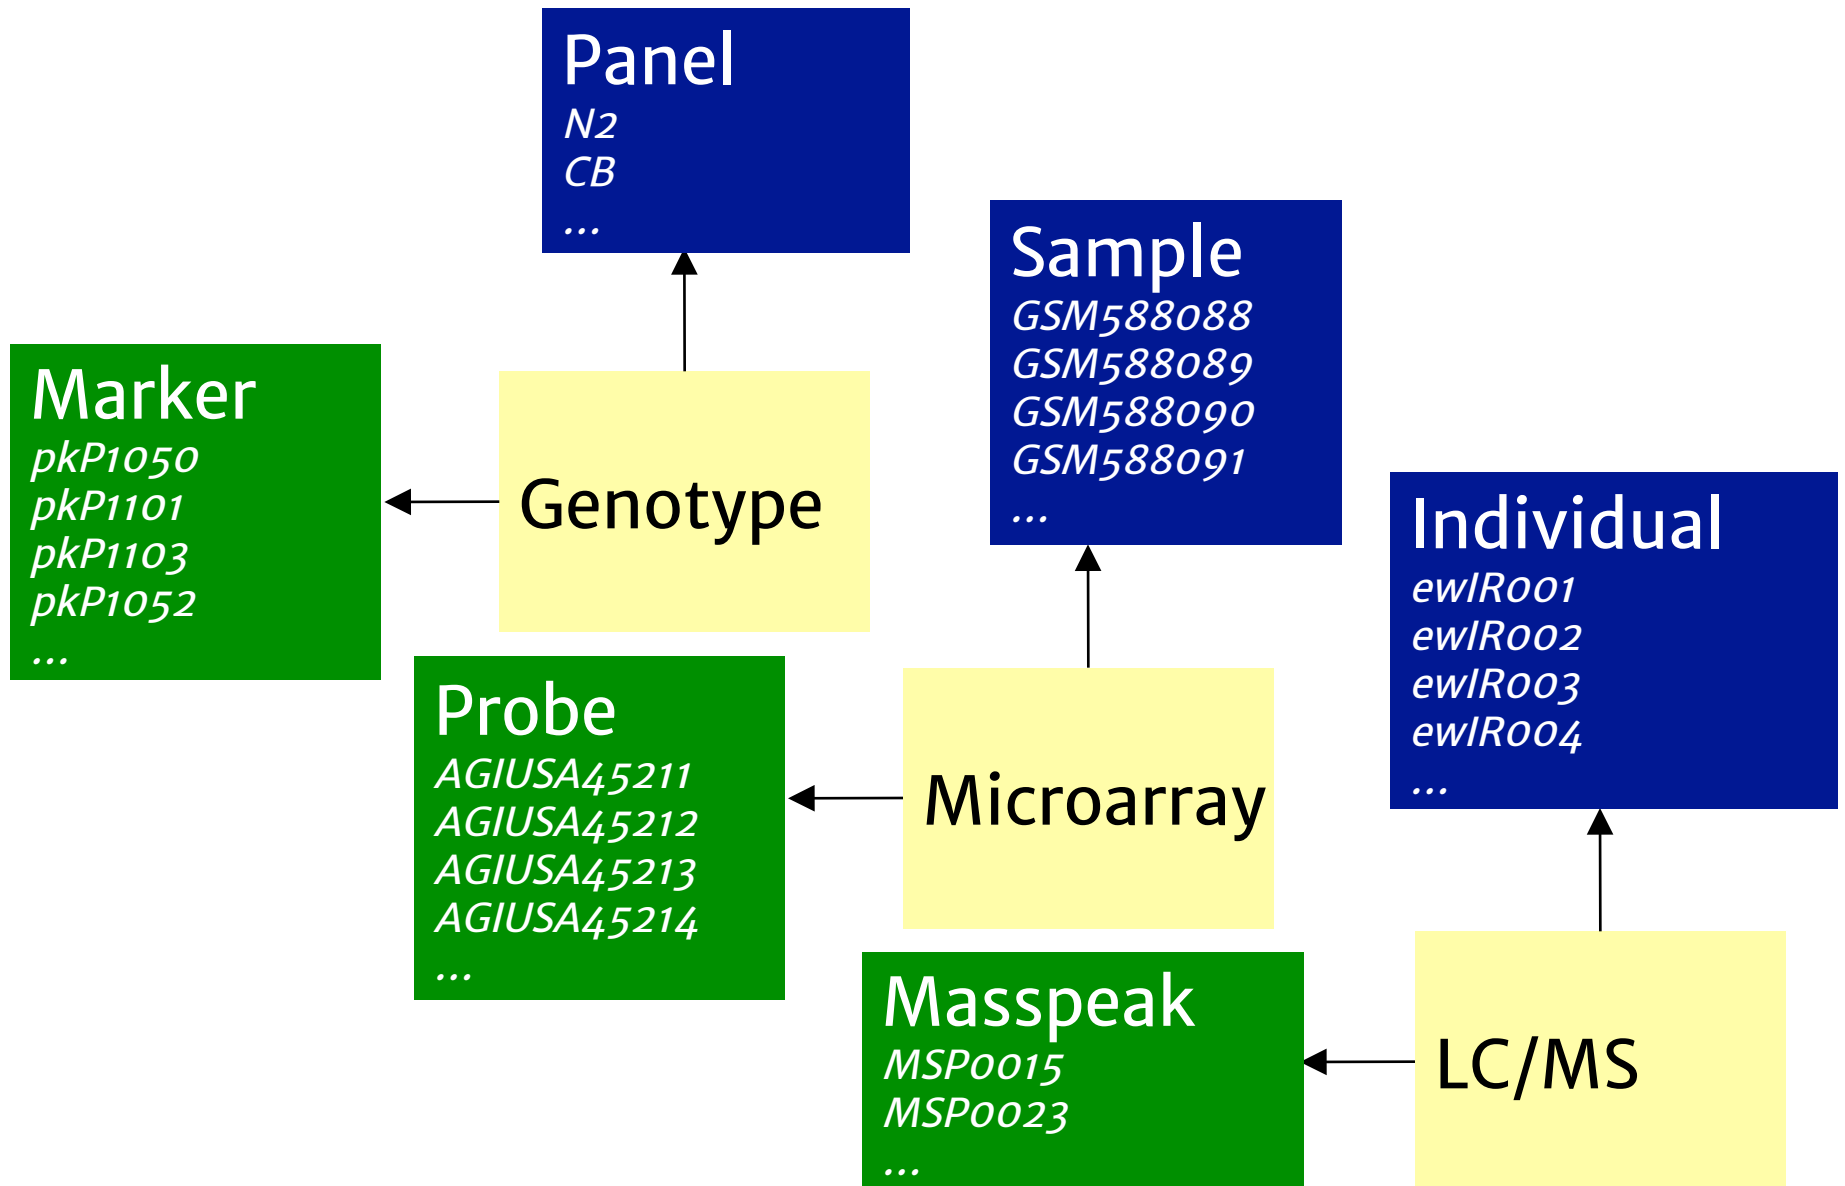 Panel
N2
CB
...
Sample
GSM588088
GSM588089
GSM588090
GSM588091
...
Marker
pkP1050
pkP1101
pkP1103
pkP1052
...
Genotype
Individual
ewIR001
ewIR002
ewIR003
ewIR004
...
Probe
AGIUSA45211
AGIUSA45212
AGIUSA45213
AGIUSA45214
...
Microarray
Masspeak
MSP0015
MSP0023
...
LC/MS